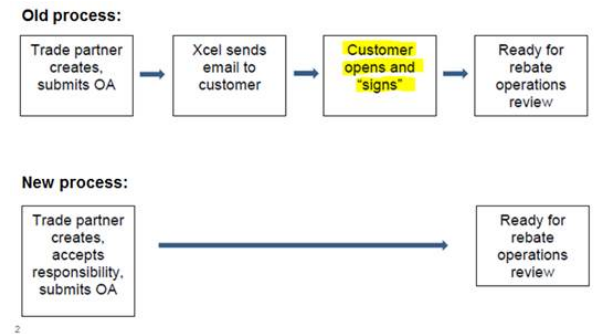 Old process:
Trade partner
creates,
submits OA
Xcel sends
email to
customer
Customer
opens and
“signs”
Ready for
rebate
operations
review
New process:
Trade partner
creates,
accepts
responsibility,
submits OA
Ready for
rebate
operations
review
2